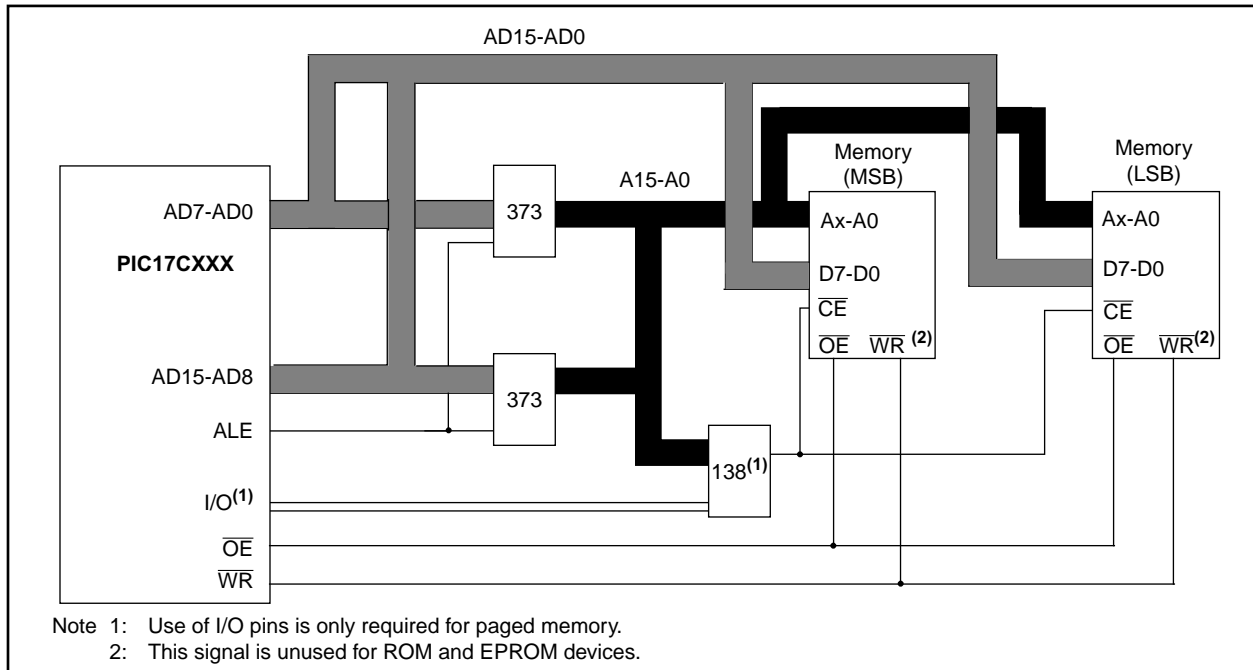 AD15-AD0
Memory
(MSB)
Memory
(LSB)
A15-A0
AD7-AD0
373
Ax-A0
Ax-A0
PIC17CXXX
D7-D0
D7-D0
CE
CE
OE WR (2)
OE WR(2)
AD15-AD8
373
ALE
138(1)
I/O(1)
OE
WR
Note 1: Use of I/O pins is only required for paged memory.
2: This signal is unused for ROM and EPROM devices.